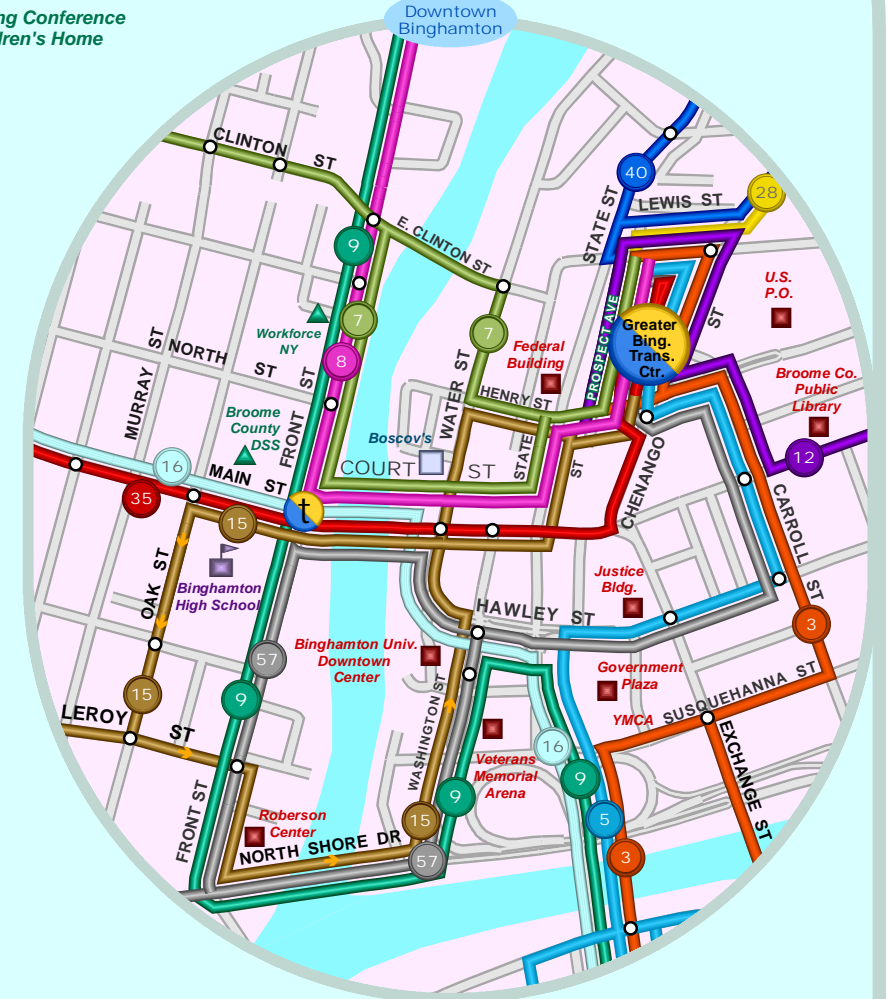 Downtown
Binghamton
ng Conference
dren's Home
CLINTON ST
40
28
LEWIS ST
STATE ST
9
E. CLINTON ST
U.S.
P.O.
ST
7
7
Workforce
NY
8
Federal
Building
PROSPECT AVE
Greater
Bing.
Trans.
Ctr.
NORTH ST
MURRAY ST
FRONT ST
WATER ST
HENRY ST
Broome Co.
Public
Library
Broome
County
DSS
Boscov's
STATE
ST
CHENANGO
12
16
MAIN ST
COURT ST
35
t
15
CARROLL ST
Binghamton
High School
OAK ST
Justice
Bldg.
HAWLEY ST
3
Binghamton Univ.
Downtown
Center
57
Government
Plaza
SUSQUEHANNA ST
15
9
YMCA
LEROY ST
WASHINGTON ST
16
EXCHANGE ST
Veterans
Memorial
Arena
9
9
FRONT ST
Roberson
Center
15
5
NORTH SHORE DR
57
3